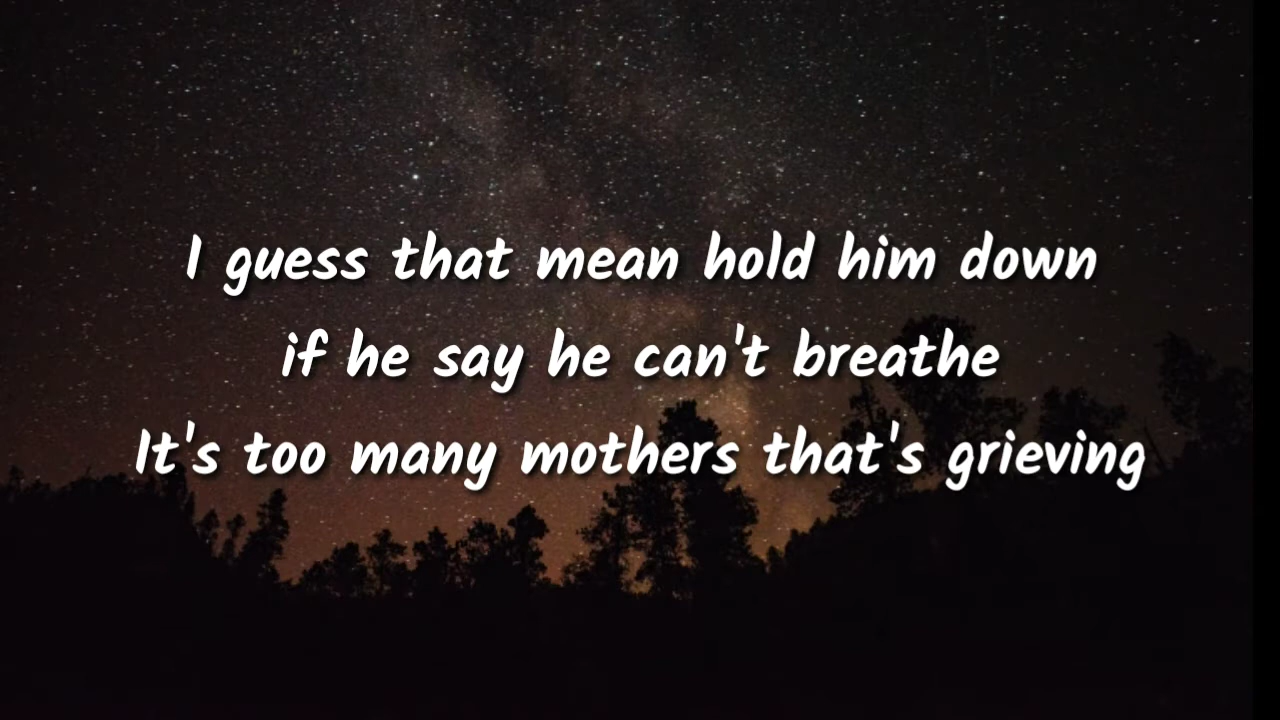 I guess that mean hold him down
if he say he can't breathe
It's too many mothers that's grieving